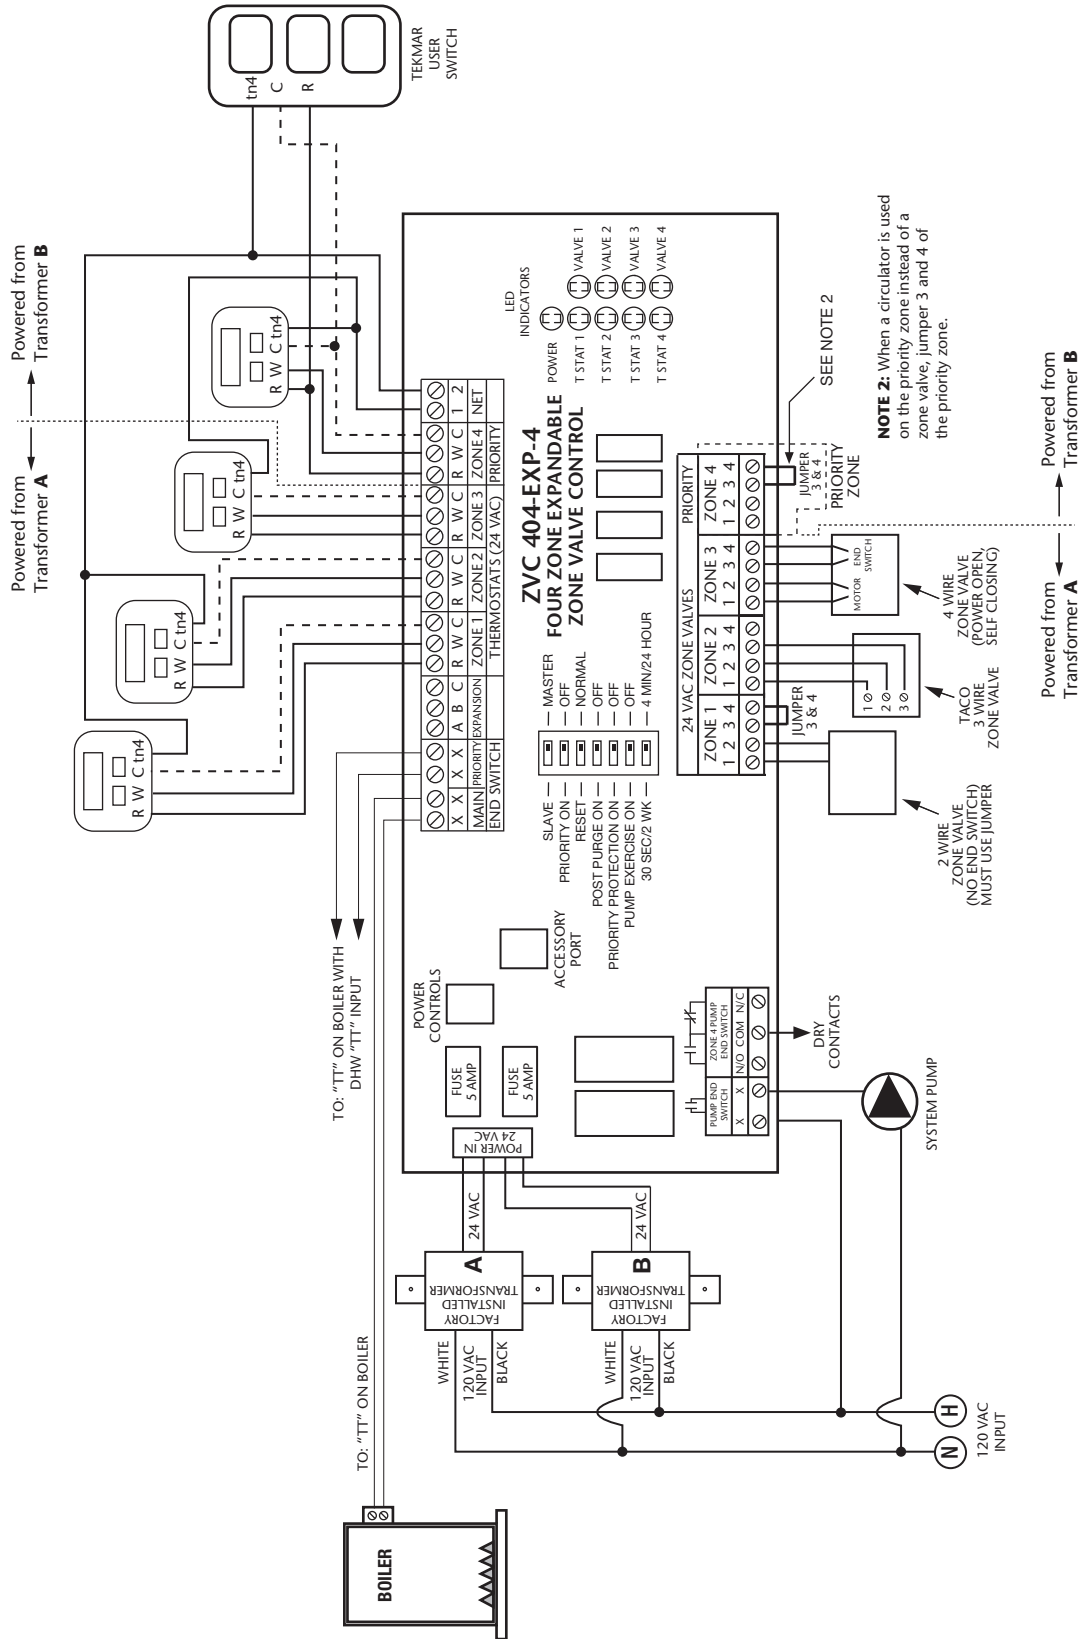 Powered from
Transformer A
Powered from
Transformer B
R W C tn4
R W C tn4
R W C tn4
R W C tn4
tn4
C
R
TEKMAR
USER
SWITCH
TO: "TT" ON BOILER WITH
DHW "TT" INPUT
TO: "TT" ON BOILER
BOILER
X X X X A B C R W C R W C R W C R W C 1 2
MAIN PRIORITY EXPANSION ZONE 1 ZONE 2 ZONE 3 ZONE 4 NET
END SWITCH THERMOSTATS (24 VAC) PRIORITY
POWER
CONTROLS
ACCESSORY
PORT
FUSE
5 AMP
FUSE
5 AMP
POWER IN
24 VAC
24 VAC
24 VAC
A
FACTORY
INSTALLED
TRANSFORMER
B
FACTORY
INSTALLED
TRANSFORMER
WHITE
120 VAC
INPUT
BLACK
WHITE
120 VAC
INPUT
BLACK
ZVC 404-EXP-4
FOUR ZONE EXPANDABLE
ZONE VALVE CONTROL
SLAVE MASTER
PRIORITY ON OFF
RESET NORMAL
POST PURGE ON OFF
PRIORITY PROTECTION ON OFF
PUMP EXERCISE ON OFF
30 SEC/2 WK 4 MIN/24 HOUR
LED
INDICATORS
POWER
T STAT 1 VALVE 1
T STAT 2 VALVE 2
T STAT 3 VALVE 3
T STAT 4 VALVE 4
SEE NOTE 2
24 VAC ZONE VALVES PRIORITY
ZONE 1 ZONE 2 ZONE 3 ZONE 4
1 2 3 4 1 2 3 4 1 2 3 4 1 2 3 4
JUMPER
3 & 4
JUMPER
3 & 4
PRIORITY
ZONE
PUMP END
SWITCH
ZONE 4 PUMP
END SWITCH
X X N/O COM N/C
DRY
CONTACTS
SYSTEM PUMP
N
H
120 VAC
INPUT
2 WIRE
ZONE VALVE
(NO END SWITCH)
MUST USE JUMPER
1
2
3
TACO
3 WIRE
ZONE VALVE
MOTOR
END
SWITCH
4 WIRE
ZONE VALVE
(POWER OPEN,
SELF CLOSING)
NOTE 2: When a circulator is used
on the priority zone instead of a
zone valve, jumper 3 and 4 of
the priority zone.
Powered from
Transformer A
Powered from
Transformer B